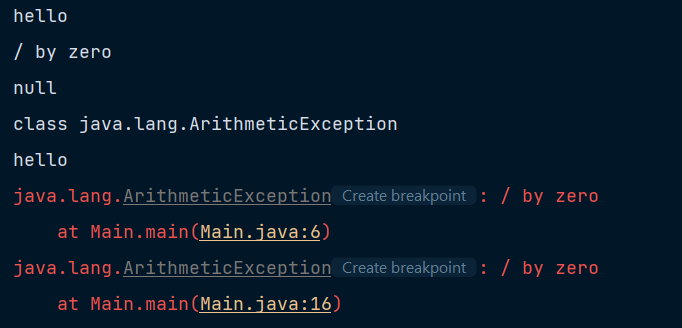 hello
/ by zero
null
class java.lang.ArithmeticException
hello
java.lang.ArithmeticException Create breakpoint : / by zero
    at Main.main(Main.java:6)
java.lang.ArithmeticException Create breakpoint : / by zero
    at Main.main(Main.java:16)